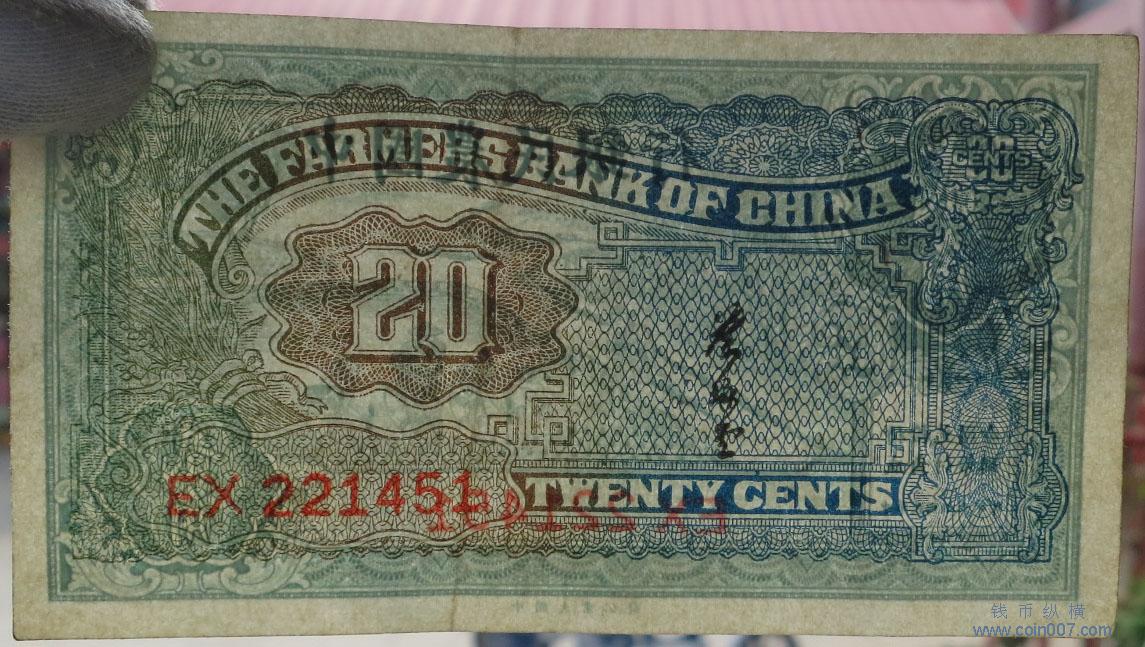 THE FARMERS BANK OF CHINA
CENTS
20
EX 221451
TWENTY CENTS
钱币纵横
www.coin007.com